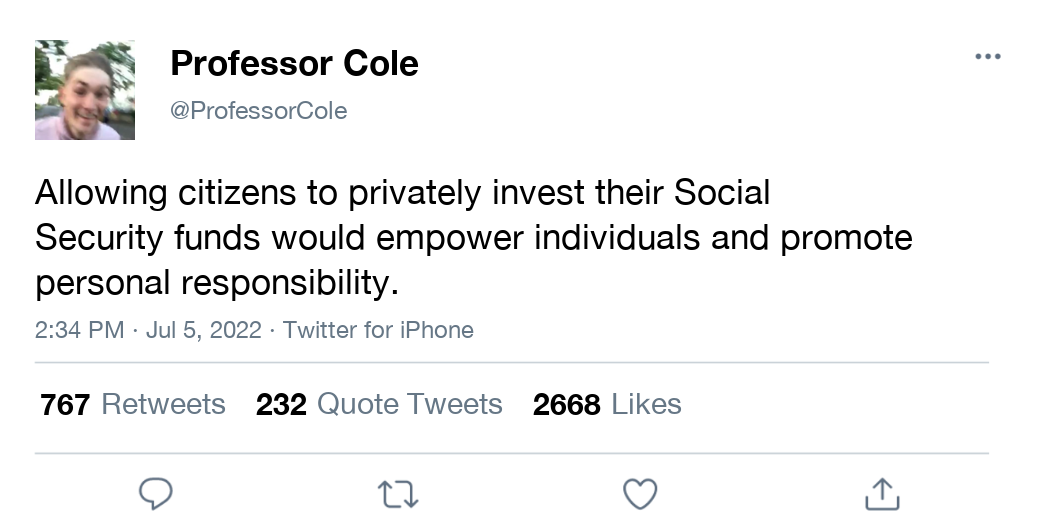 Professor Cole
@ProfessorCole
Allowing citizens to privately invest their Social
Security funds would empower individuals and promote
personal responsibility.
2:34 PM · Jul 5, 2022 · Twitter for iPhone
767 Retweets 232 Quote Tweets 2668 Likes